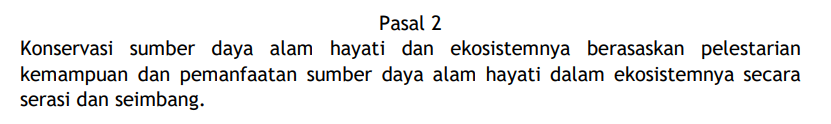 Pasal 2
Konservasi sumber daya alam hayati dan ekosistemnya berasaskan pelestarian
kemampuan dan pemanfaatan sumber daya alam hayati dalam ekosistemnya secara
serasi dan seimbang.